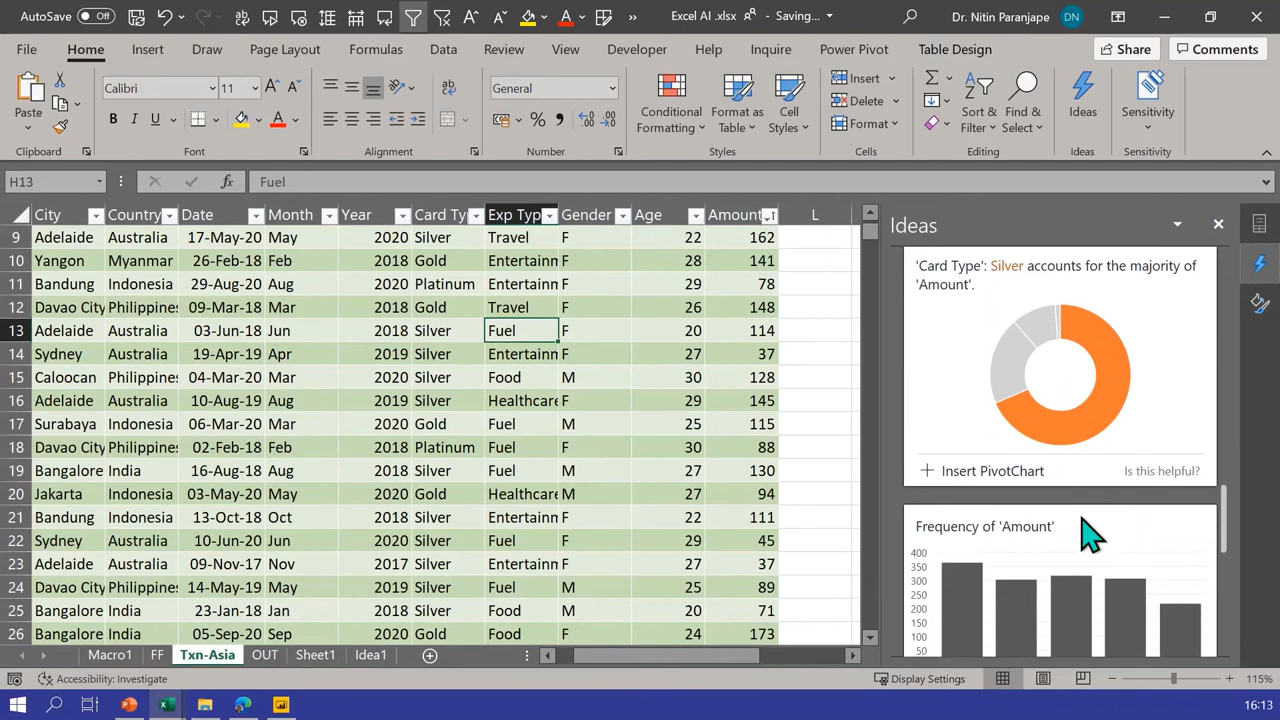 AutoSave Off Excel AI .xlsx - Saving... Dr. Nitin Paranjape DN
File Home Insert Draw Page Layout Formulas Data Review View Developer Help Inquire Power Pivot Table Design Share Comments
Paste Calibri 11 General Conditional Formatting Format as Table Cell Styles Insert Delete Format Sort & Filter Find & Select Ideas Sensitivity
Clipboard Font Alignment Number Styles Cells Editing Ideas Sensitivity
H13 fx Fuel
City Country Date Month Year Card Ty Exp Typ Gender Age Amount L
9 Adelaide Australia 17-May-20 May 2020 Silver Travel F 22 162
10 Yangon Myanmar 26-Feb-18 Feb 2018 Gold Entertainn F 28 141
11 Bandung Indonesia 29-Aug-20 Aug 2020 Platinum Entertainn F 29 78
12 Davao City Philippines 09-Mar-18 Mar 2018 Gold Travel F 26 148
13 Adelaide Australia 03-Jun-18 Jun 2018 Silver Fuel F 20 114
14 Sydney Australia 19-Apr-19 Apr 2019 Silver Entertainn F 27 37
15 Caloocan Philippines 04-Mar-20 Mar 2020 Silver Food M 30 128
16 Adelaide Australia 10-Aug-19 Aug 2019 Silver Healthcare M 29 145
17 Surabaya Indonesia 06-Mar-20 Mar 2020 Gold Fuel M 25 115
18 Davao City Philippines 02-Feb-18 Feb 2018 Platinum Fuel F 30 88
19 Bangalore India 16-Aug-18 Aug 2018 Silver Fuel M 27 130
20 Jakarta Indonesia 03-May-20 May 2020 Gold Healthcare M 27 94
21 Bandung Indonesia 13-Oct-18 Oct 2018 Silver Entertainn F 22 111
22 Sydney Australia 10-Jun-20 Jun 2020 Silver Fuel F 29 45
23 Adelaide Australia 09-Nov-17 Nov 2017 Silver Entertainn F 27 37
24 Davao City Philippines 14-May-19 May 2019 Silver Fuel M 25 89
25 Bangalore India 23-Jan-18 Jan 2018 Silver Food M 20 71
26 Bangalore India 05-Sep-20 Sep 2020 Gold Food F 24 173
Ideas
'Card Type': Silver accounts for the majority of
'Amount'.
Insert PivotChart Is this helpful?
Frequency of 'Amount'
400
350
300
250
200
150
100
50
Macro1 FF Txn-Asia OUT Sheet1 Idea1
Accessibility: Investigate Display Settings 115%
16:13